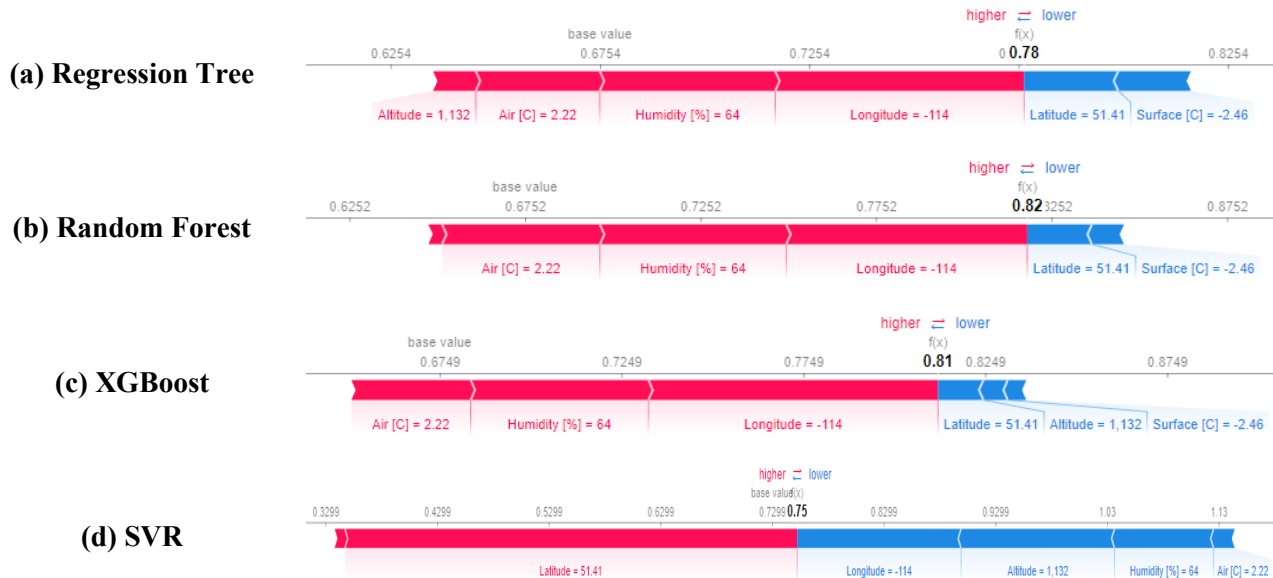 higher ⇄ lower
base value f(x)
0.6254 0.6754 0.7254 0 0.78 0.8254
(a) Regression Tree
Altitude = 1,132 Air [C] = 2.22 Humidity [%] = 64 Longitude = -114 Latitude = 51.41 Surface [C] = -2.46
higher ⇄ lower
base value f(x)
0.6252 0.6752 0.7252 0.7752 0.82 3252 0.8752
(b) Random Forest
Air [C] = 2.22 Humidity [%] = 64 Longitude = -114 Latitude = 51.41 Surface [C] = -2.46
higher ⇄ lower
base value f(x)
0.6749 0.7249 0.7749 0.81 0.8249 0.8749
(c) XGBoost
Air [C] = 2.22 Humidity [%] = 64 Longitude = -114 Latitude = 51.41 Altitude = 1,132 Surface [C] = -2.46
higher ⇄ lower
base value f(x)
0.3299 0.4299 0.5299 0.6299 0.7299 0.75 0.8299 0.9299 1.03 1.13
(d) SVR
Latitude = 51.41 Longitude = -114 Altitude = 1,132 Humidity [%] = 64 Air [C] = 2.22